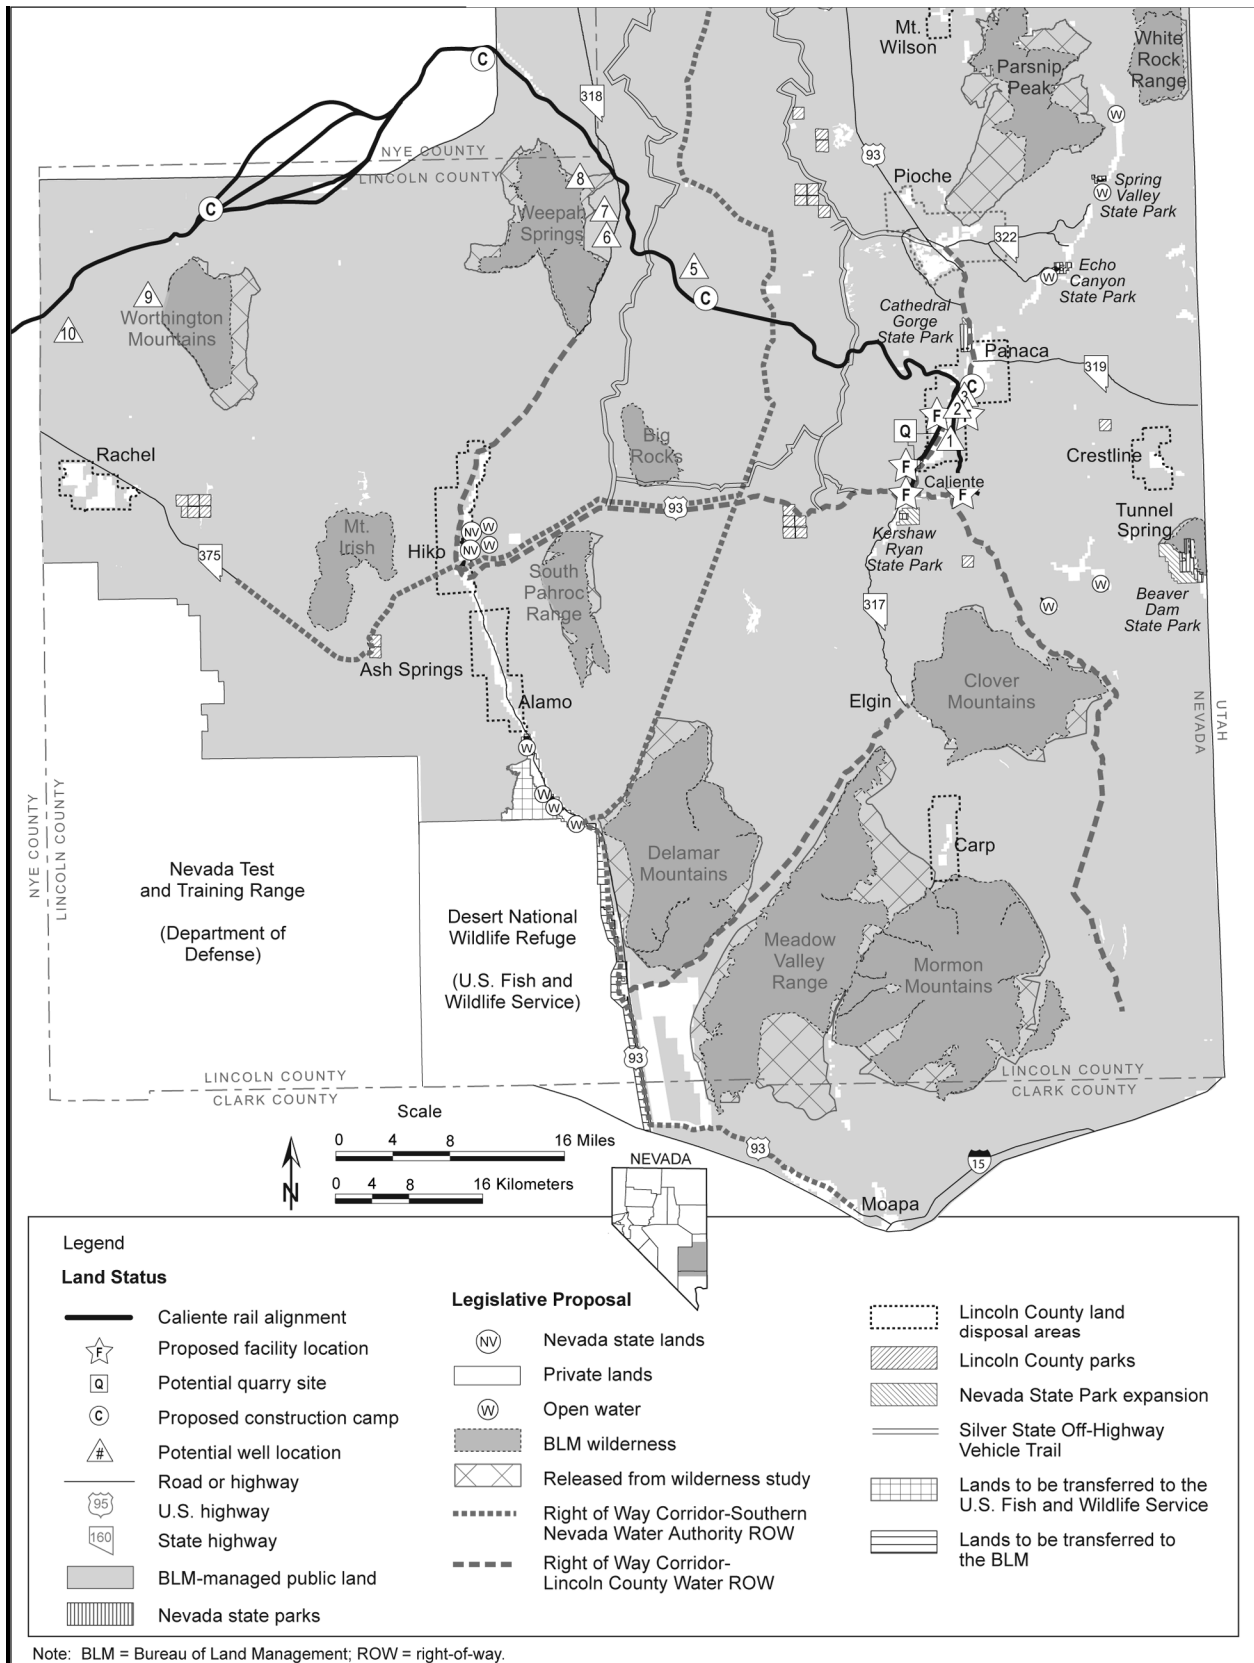 Mt.
Wilson
Parsnip
Peak
White
Rock
Range
C
318
93
W
NYE COUNTY
LINCOLN COUNTY
Pioche
Spring
Valley
State Park
W
8
7
6
Weepah
Springs
C
322
5
C
Echo
Canyon
State Park
W
9
10
Worthington
Mountains
Cathedral
Gorge
State Park
Panaca
319
C
3
2
1
F
F
Q
F
F
F
Caliente
Big
Rocks
Rachel
Crestline
Tunnel
Spring
Mt.
Irish
Hiko
NV
W
NV
W
93
375
South
Pahroc
Range
Kershaw
Ryan
State Park
W
W
Beaver
Dam
State Park
317
Ash Springs
Alamo
Elgin
Clover
Mountains
UTAH
NEVADA
W
W
W
W
NYE COUNTY
LINCOLN COUNTY
Nevada Test
and Training Range
(Department of
Defense)
Desert National
Wildlife Refuge
(U.S. Fish and
Wildlife Service)
Delamar
Mountains
Carp
Meadow
Valley
Range
Mormon
Mountains
93
LINCOLN COUNTY
CLARK COUNTY
LINCOLN COUNTY
CLARK COUNTY
Scale
0 4 8 16 Miles
0 4 8 16 Kilometers
N
NEVADA
93
15
Moapa
Legend
Land Status
Caliente rail alignment
F Proposed facility location
Q Potential quarry site
C Proposed construction camp
# Potential well location
Road or highway
95 U.S. highway
160 State highway
BLM-managed public land
Nevada state parks
Legislative Proposal
NV Nevada state lands
Private lands
W Open water
BLM wilderness
Released from wilderness study
Right of Way Corridor-Southern
Nevada Water Authority ROW
Right of Way Corridor-
Lincoln County Water ROW
Lincoln County land
disposal areas
Lincoln County parks
Nevada State Park expansion
Silver State Off-Highway
Vehicle Trail
Lands to be transferred to the
U.S. Fish and Wildlife Service
Lands to be transferred to
the BLM
Note: BLM = Bureau of Land Management; ROW = right-of-way.